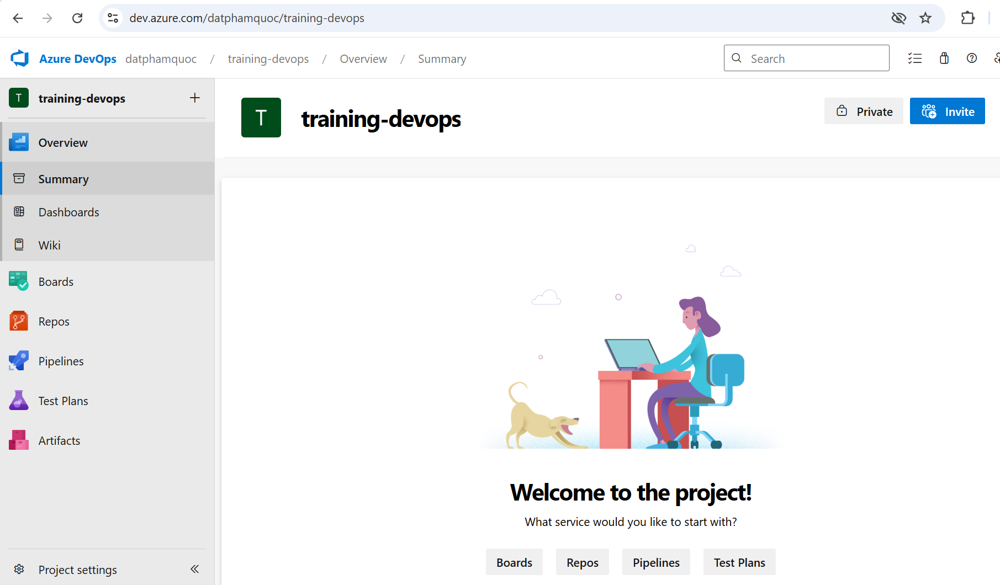 dev.azure.com/datphamquoc/training-devops
Azure DevOps datphamquoc / training-devops / Overview / Summary
Search
T training-devops +
Overview
Summary
Dashboards
Wiki
Boards
Repos
Pipelines
Test Plans
Artifacts
Project settings
T training-devops
Private
Invite
Welcome to the project!
What service would you like to start with?
Boards Repos Pipelines Test Plans